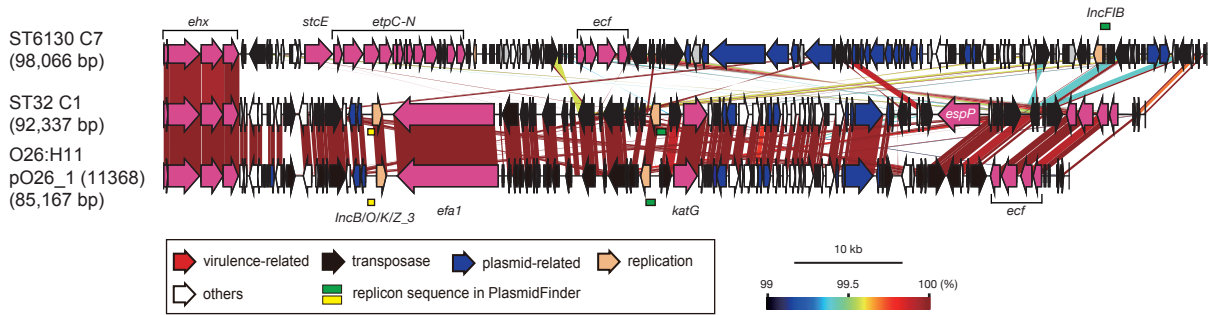 ehx stcE etpC-N ecf IncFIB
ST6130 C7
(98,066 bp)
ST32 C1
(92,337 bp)
espP
O26:H11
pO26_1 (11368)
(85,167 bp)
IncB/O/K/Z_3 efa1 katG ecf
virulence-related transposase plasmid-related replication
others replicon sequence in PlasmidFinder
10 kb
99 99.5 100 (%)